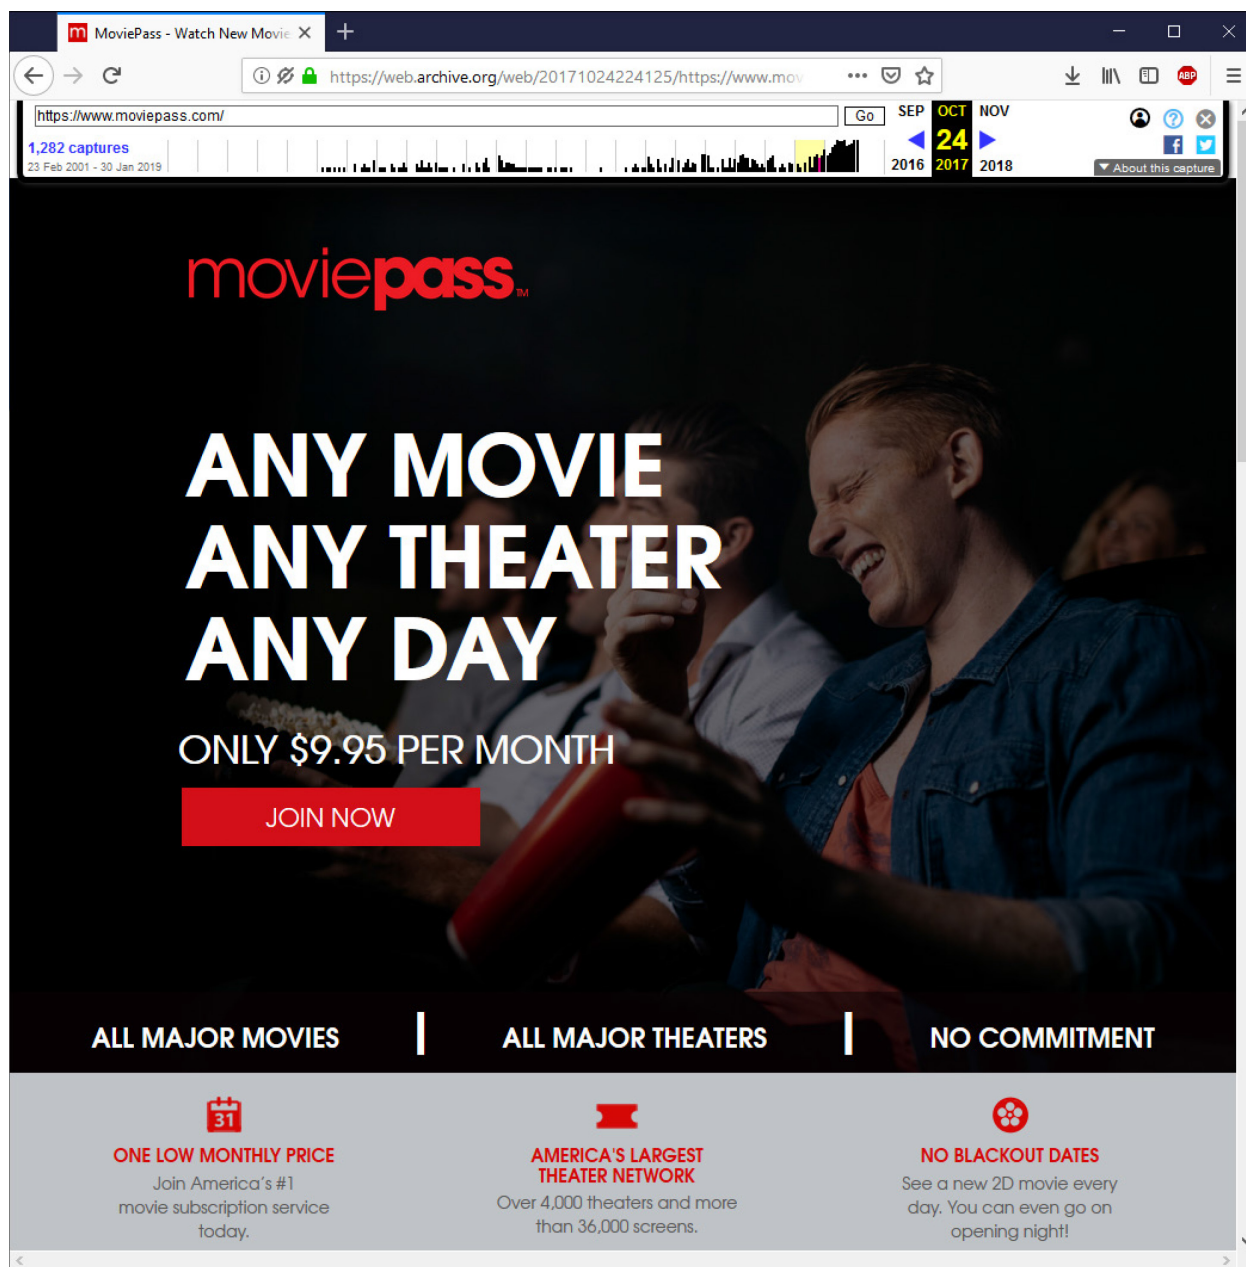 MoviePass - Watch New Movie
https://web.archive.org/web/20171024224125/https://www.mov
ABP
https://www.moviepass.com/
Go
SEP OCT NOV
1,282 captures
24
23 Feb 2001 - 30 Jan 2019
2016 2017 2018
About this capture
moviepass™
ANY MOVIE
ANY THEATER
ANY DAY
ONLY $9.95 PER MONTH
JOIN NOW
ALL MAJOR MOVIES | ALL MAJOR THEATERS | NO COMMITMENT
31
ONE LOW MONTHLY PRICE
Join America's #1
movie subscription service
today.
AMERICA'S LARGEST
THEATER NETWORK
Over 4,000 theaters and more
than 36,000 screens.
NO BLACKOUT DATES
See a new 2D movie every
day. You can even go on
opening night!